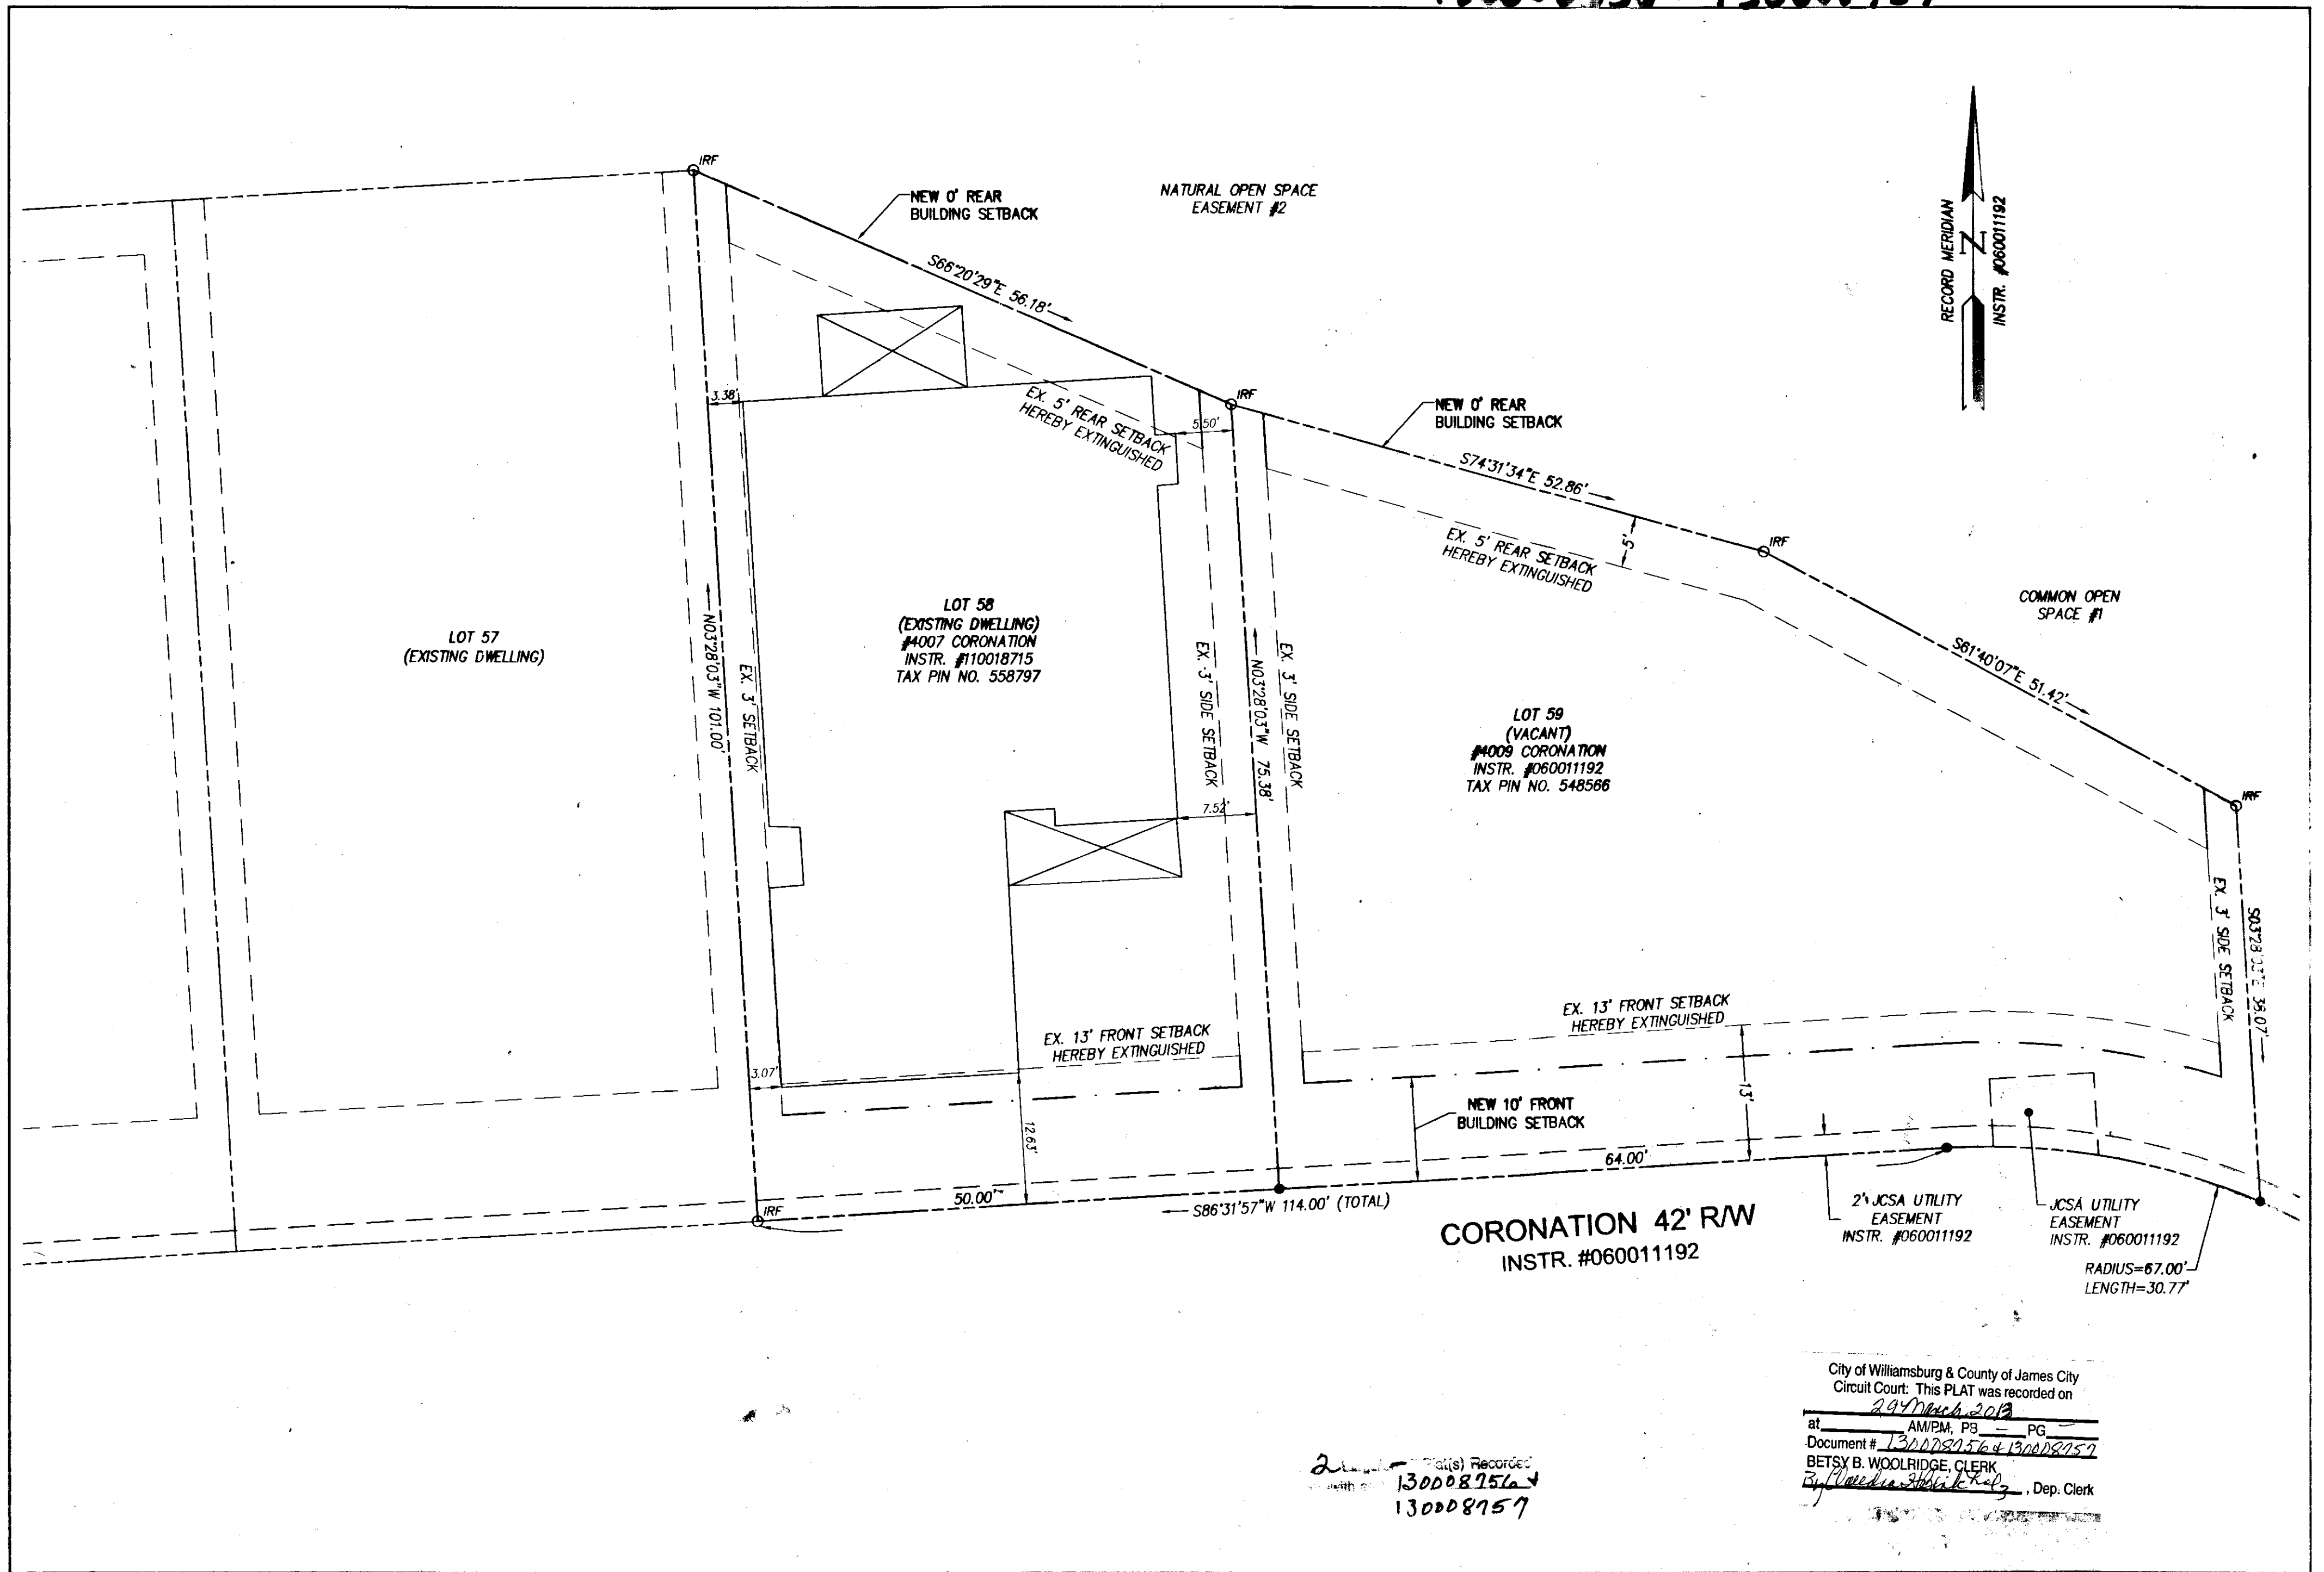 IRF
NEW 0' REAR
BUILDING SETBACK
NATURAL OPEN SPACE
EASEMENT #2
RECORD MERIDIAN
N
INSTR. #060011192
S66°20'29"E 56.18'
3.38'
EX. 5' REAR SETBACK
HEREBY EXTINGUISHED
5.50'
IRF
NEW 0' REAR
BUILDING SETBACK
S74°31'34"E 52.86'
5'
EX. 5' REAR SETBACK
HEREBY EXTINGUISHED
IRF
COMMON OPEN
SPACE #1
S61°40'07"E 51.42'
LOT 57
(EXISTING DWELLING)
N03°28'03"W 101.00'
EX. 3' SETBACK
LOT 58
(EXISTING DWELLING)
#4007 CORONATION
INSTR. #110018715
TAX PIN NO. 558797
EX. 3' SIDE SETBACK
N03°28'03"W 75.38'
EX. 3' SIDE SETBACK
LOT 59
(VACANT)
#4009 CORONATION
INSTR. #060011192
TAX PIN NO. 548566
7.52'
IRF
EX. 3' SIDE SETBACK
S03°28'03"E 38.07'
EX. 13' FRONT SETBACK
HEREBY EXTINGUISHED
EX. 13' FRONT SETBACK
HEREBY EXTINGUISHED
3.07'
12.63'
NEW 10' FRONT
BUILDING SETBACK
13'
64.00'
50.00'
IRF
S86°31'57"W 114.00' (TOTAL)
CORONATION 42' R/W
INSTR. #060011192
2' JCSA UTILITY
EASEMENT
INSTR. #060011192
JCSA UTILITY
EASEMENT
INSTR. #060011192
RADIUS=67.00'
LENGTH=30.77'
City of Williamsburg & County of James City
Circuit Court: This PLAT was recorded on
29 March 2013
at AM/PM, PB — PG —
Document # 130008756 & 130008757
BETSY B. WOOLRIDGE, CLERK
By , Dep. Clerk
2 Plat(s) Recorded
with 130008756 &
130008757